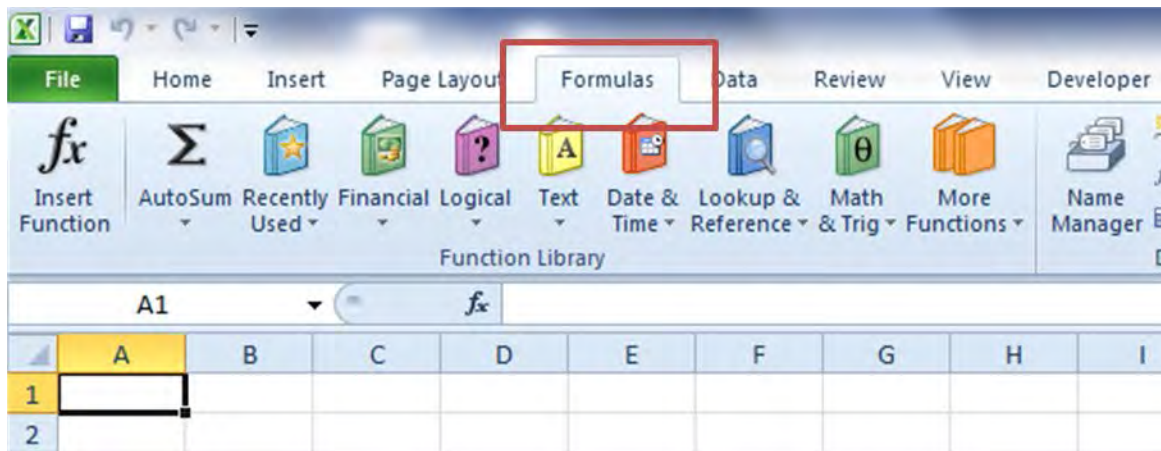 File Home Insert Page Layout Formulas Data Review View Developer
fx Σ ? A θ
Insert AutoSum Recently Financial Logical Text Date & Lookup & Math More Name
Function Used Time Reference & Trig Functions Manager
Function Library
A1 fx
A B C D E F G H I
1
2